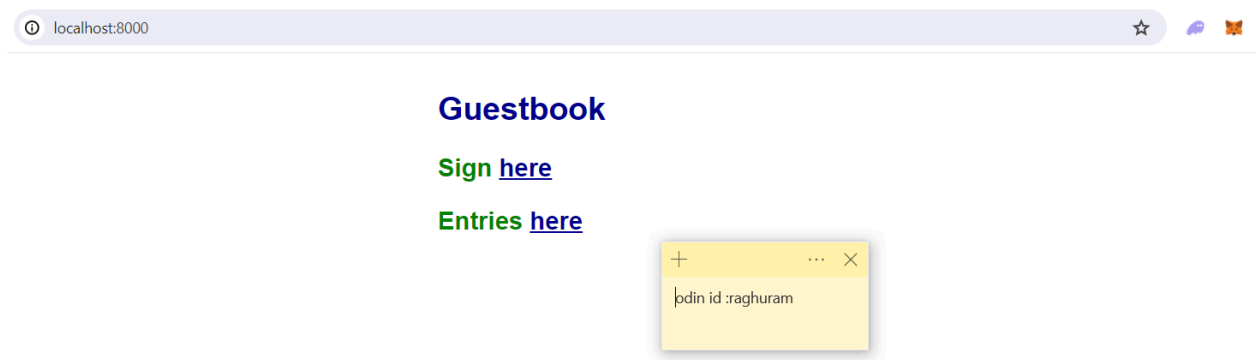 localhost:8000
Guestbook
Sign here
Entries here
odin id :raghuram